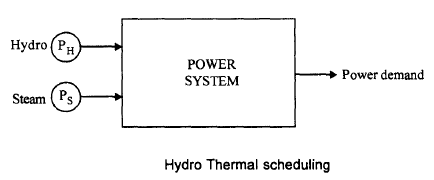 Hydro P_H
POWER SYSTEM
Power demand
Steam P_S
Hydro Thermal scheduling